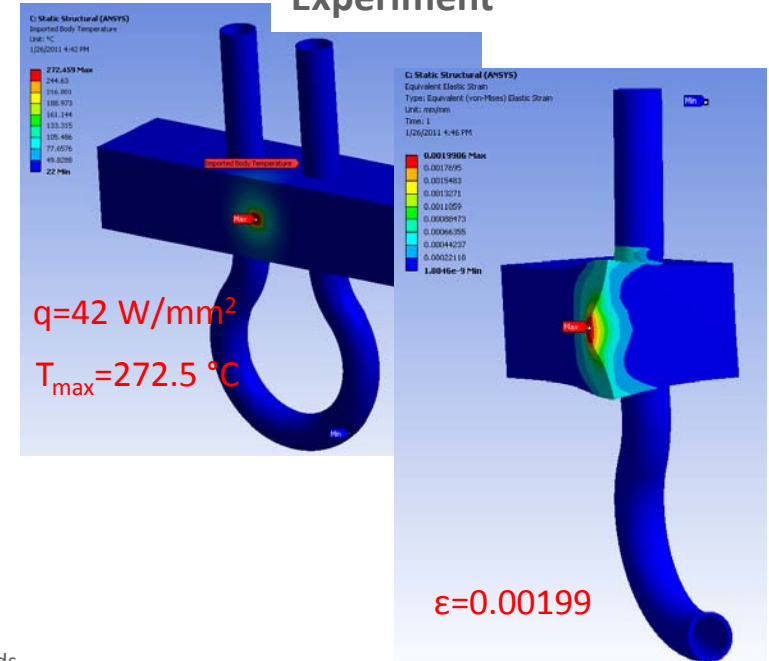 Experiment
C: Static Structural (ANSYS)
Imported Body Temperature
Unit: °C
1/26/2011 4:42 PM
272.459 Max
244.63
216.801
188.973
161.144
133.315
105.486
77.6576
49.8288
22 Min
Imported Body Temperature
Max
Min
q=42 W/mm²
Tmax=272.5 °C
C: Static Structural (ANSYS)
Equivalent Elastic Strain
Type: Equivalent (von-Mises) Elastic Strain
Unit: mm/mm
Time: 1
1/26/2011 4:46 PM
0.0019906 Max
0.0017695
0.0015483
0.0013271
0.0011059
0.00088473
0.00066355
0.00044237
0.00022118
1.8046e-9 Min
Min
Max
ε=0.00199